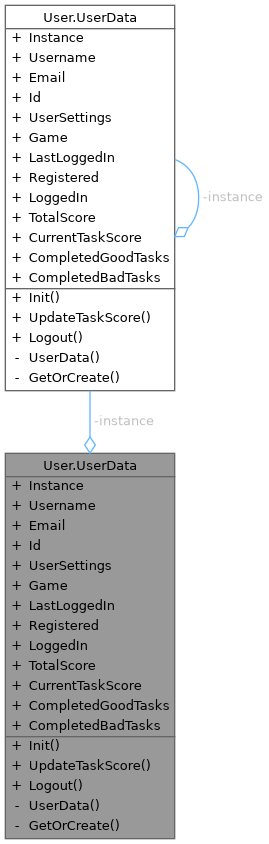 User.UserData
+ Instance
+ Username
+ Email
+ Id
+ UserSettings
+ Game
+ LastLoggedIn
+ Registered
+ LoggedIn
+ TotalScore
+ CurrentTaskScore
+ CompletedGoodTasks
+ CompletedBadTasks
+ Init()
+ UpdateTaskScore()
+ Logout()
- UserData()
- GetOrCreate()
-instance
-instance
User.UserData
+ Instance
+ Username
+ Email
+ Id
+ UserSettings
+ Game
+ LastLoggedIn
+ Registered
+ LoggedIn
+ TotalScore
+ CurrentTaskScore
+ CompletedGoodTasks
+ CompletedBadTasks
+ Init()
+ UpdateTaskScore()
+ Logout()
- UserData()
- GetOrCreate()